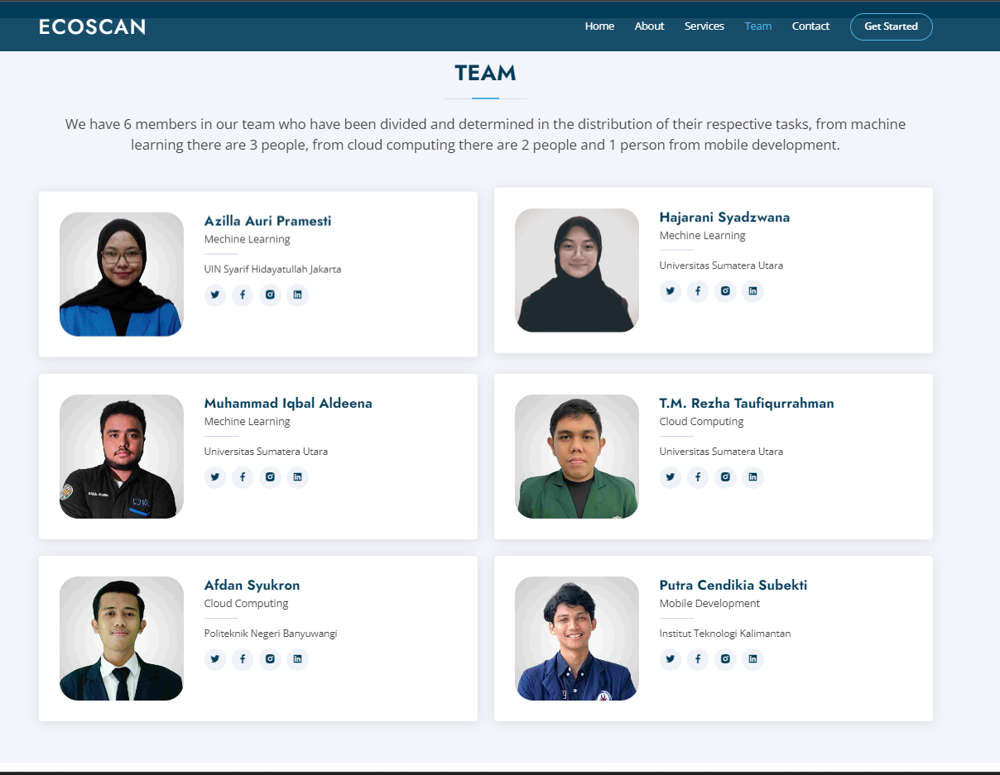 ECOSCAN
Home About Services Team Contact Get Started
TEAM
We have 6 members in our team who have been divided and determined in the distribution of their respective tasks, from machine
learning there are 3 people, from cloud computing there are 2 people and 1 person from mobile development.
Azilla Auri Pramesti
Mechine Learning
UIN Syarif Hidayatullah Jakarta
Hajarani Syadzwana
Mechine Learning
Universitas Sumatera Utara
Muhammad Iqbal Aldeena
Mechine Learning
Universitas Sumatera Utara
T.M. Rezha Taufiqurrahman
Cloud Computing
Universitas Sumatera Utara
Afdan Syukron
Cloud Computing
Politeknik Negeri Banyuwangi
Putra Cendikia Subekti
Mobile Development
Institut Teknologi Kalimantan